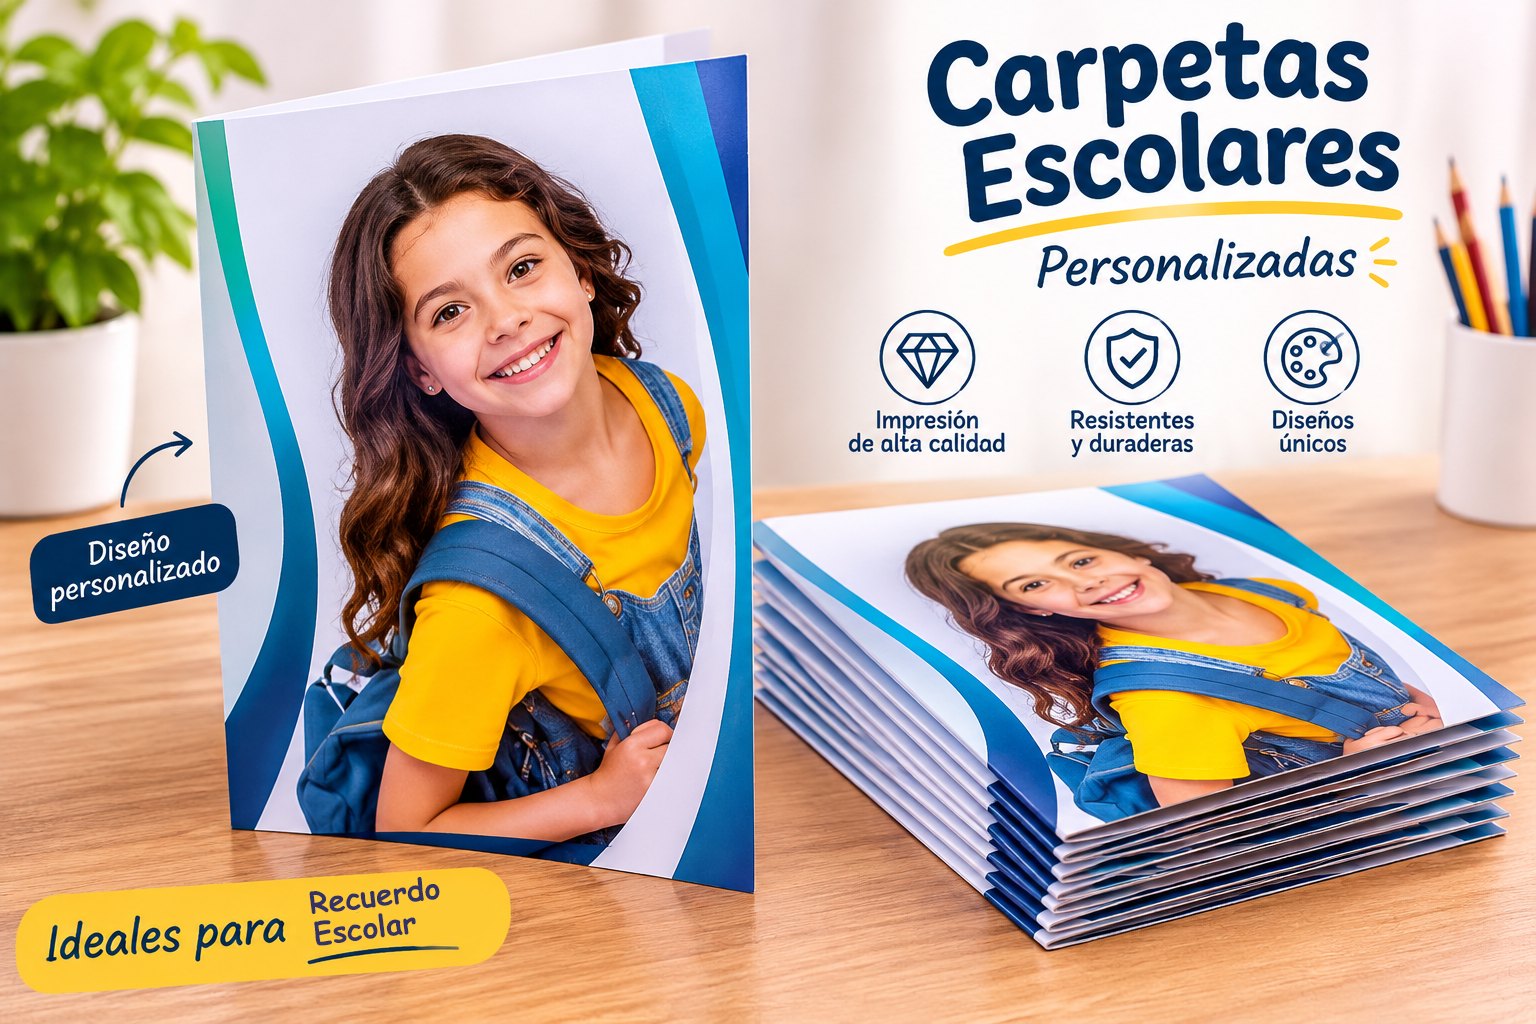 Carpetas
Escolares
Personalizadas
Impresión
de alta calidad
Resistentes
y duraderas
Diseños
únicos
Diseño
personalizado
Ideales para
Recuerdo
Escolar